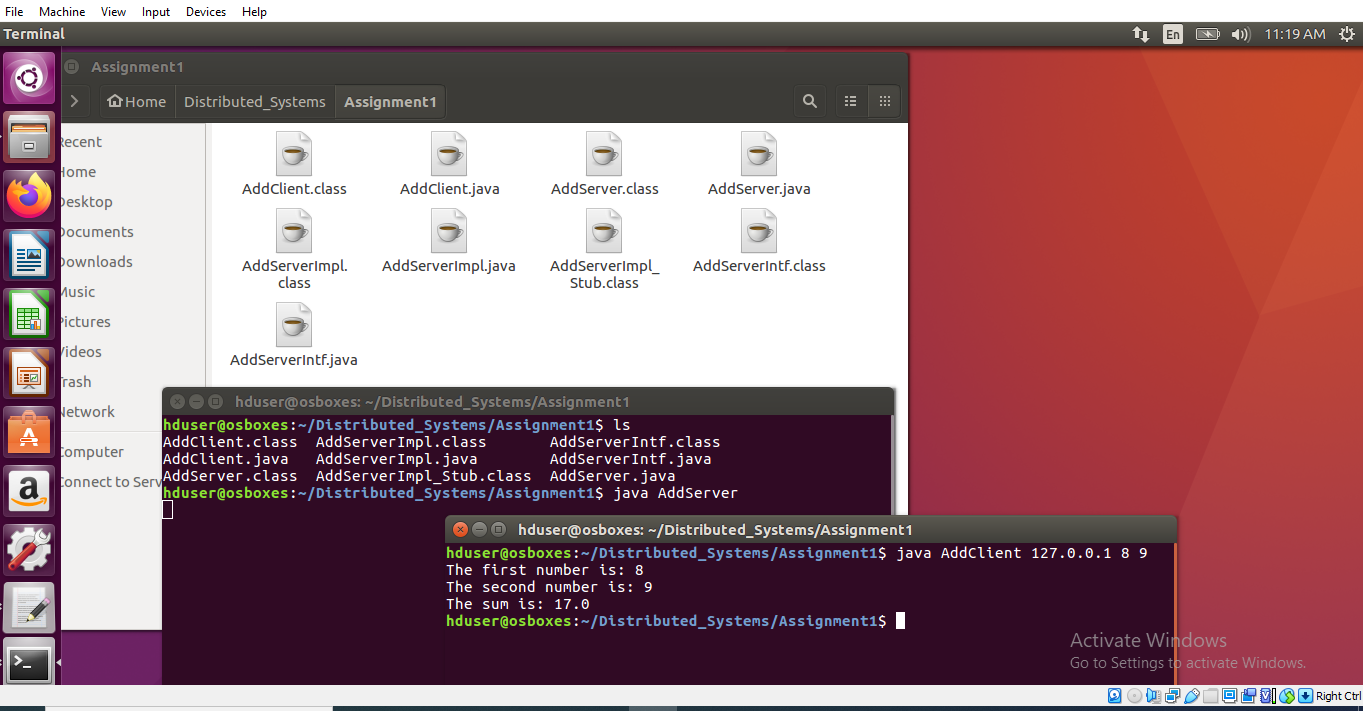 File Machine View Input Devices Help
Terminal En 11:19 AM
Assignment1
Home Distributed_Systems Assignment1
Recent
Home
Desktop
Documents
Downloads
Music
Pictures
Videos
Trash
Network
Computer
Connect to Serv
AddClient.class AddClient.java AddServer.class AddServer.java
AddServerImpl.
class
AddServerImpl.java
AddServerImpl_
Stub.class
AddServerIntf.class
AddServerIntf.java
hduser@osboxes: ~/Distributed_Systems/Assignment1
hduser@osboxes:~/Distributed_Systems/Assignment1$ ls
AddClient.class AddServerImpl.class AddServerIntf.class
AddClient.java AddServerImpl.java AddServerIntf.java
AddServer.class AddServerImpl_Stub.class AddServer.java
hduser@osboxes:~/Distributed_Systems/Assignment1$ java AddServer
hduser@osboxes: ~/Distributed_Systems/Assignment1
hduser@osboxes:~/Distributed_Systems/Assignment1$ java AddClient 127.0.0.1 8 9
The first number is: 8
The second number is: 9
The sum is: 17.0
hduser@osboxes:~/Distributed_Systems/Assignment1$
Activate Windows
Go to Settings to activate Windows.
Right Ctrl